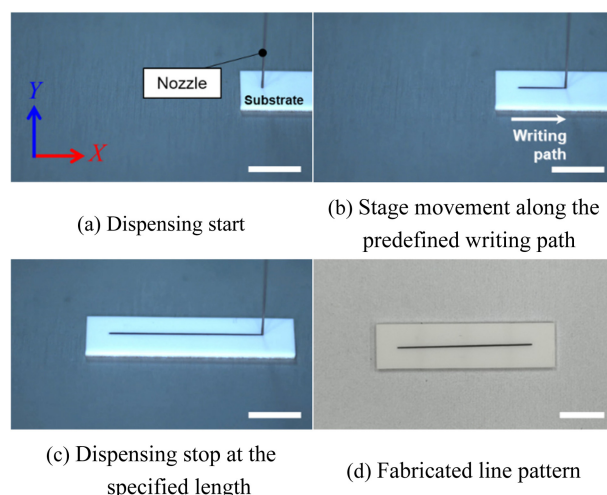 Nozzle
Substrate
Y
X
Writing
path
(a) Dispensing start
(b) Stage movement along the
predefined writing path
(c) Dispensing stop at the
specified length
(d) Fabricated line pattern